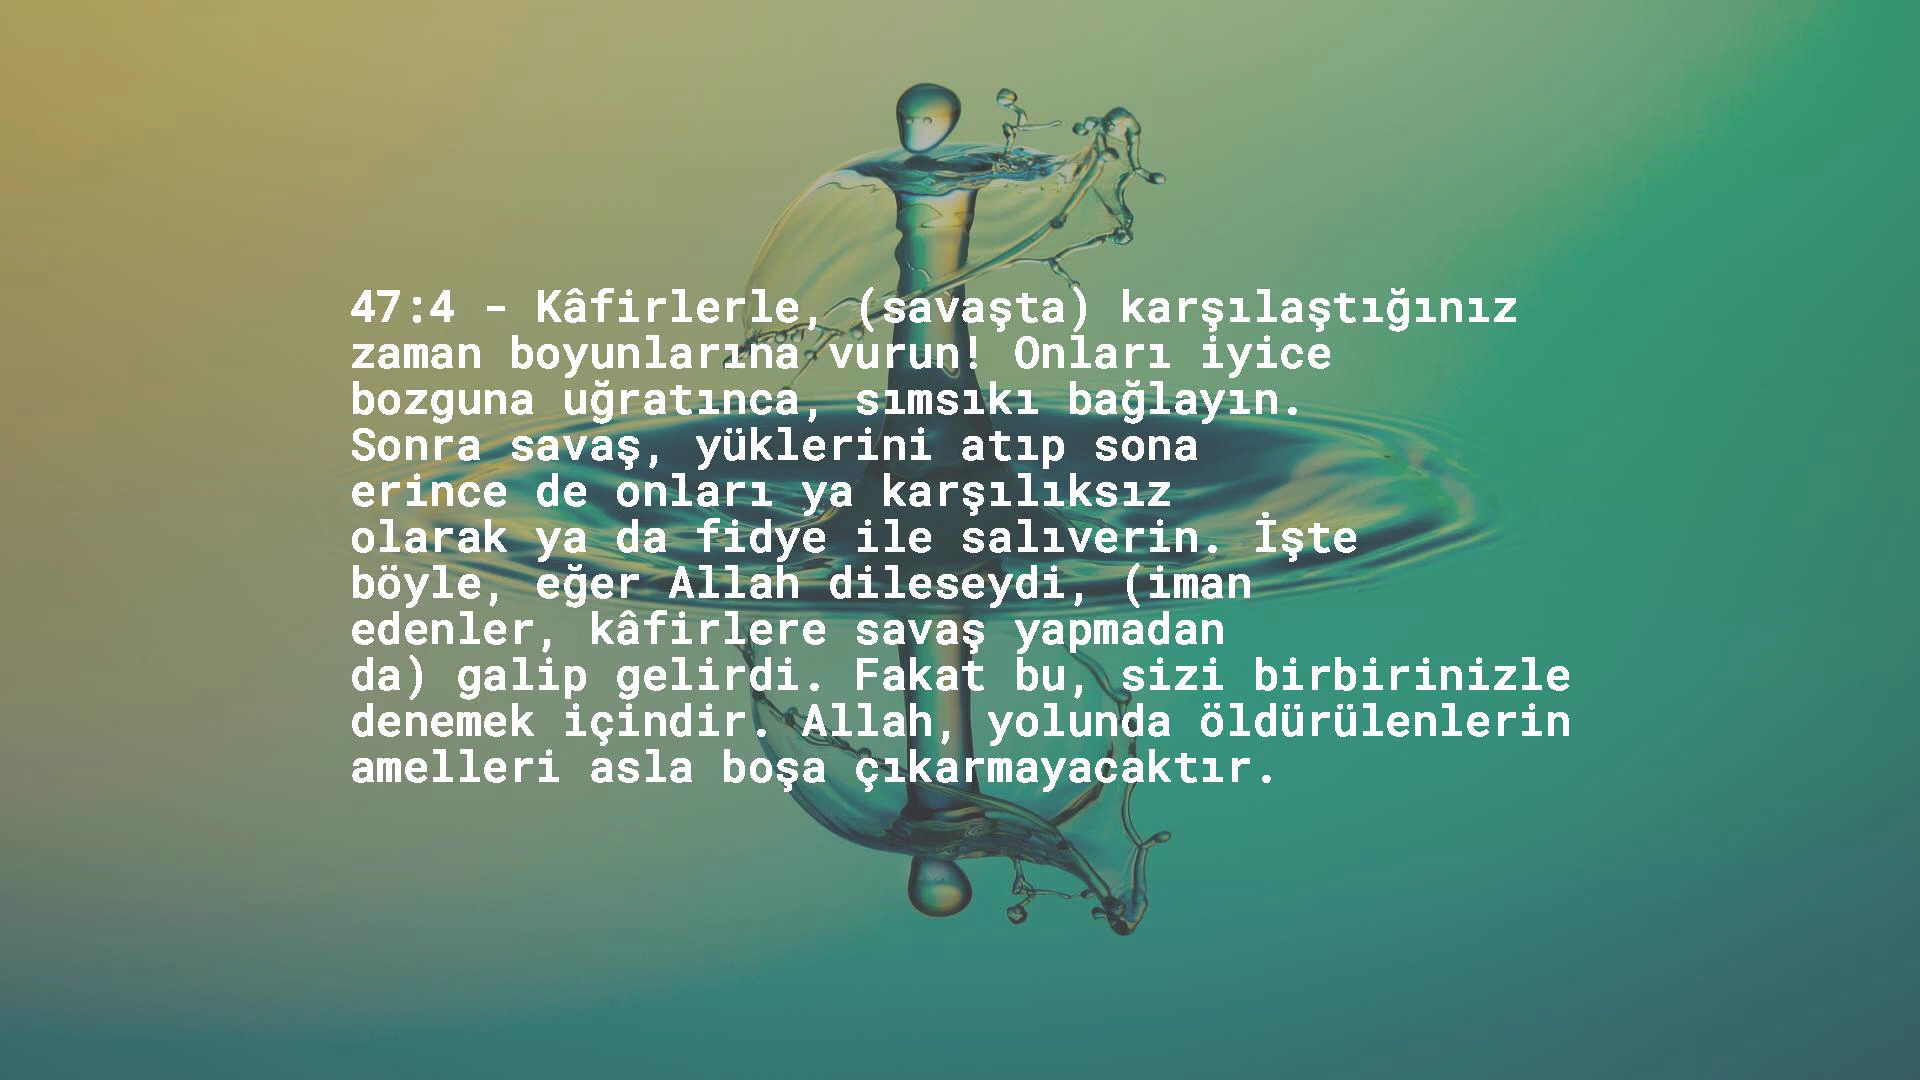 47:4 - Kâfirlerle, (savaşta) karşılaştığınız
zaman boyunlarına vurun! Onları iyice
bozguna uğratınca, sımsıkı bağlayın.
Sonra savaş, yüklerini atıp sona
erince de onları ya karşılıksız
olarak ya da fidye ile salıverin. İşte
böyle, eğer Allah dileseydi, (iman
edenler, kâfirlere savaş yapmadan
da) galip gelirdi. Fakat bu, sizi birbirinizle
denemek içindir. Allah, yolunda öldürülenlerin
amelleri asla boşa çıkarmayacaktır.